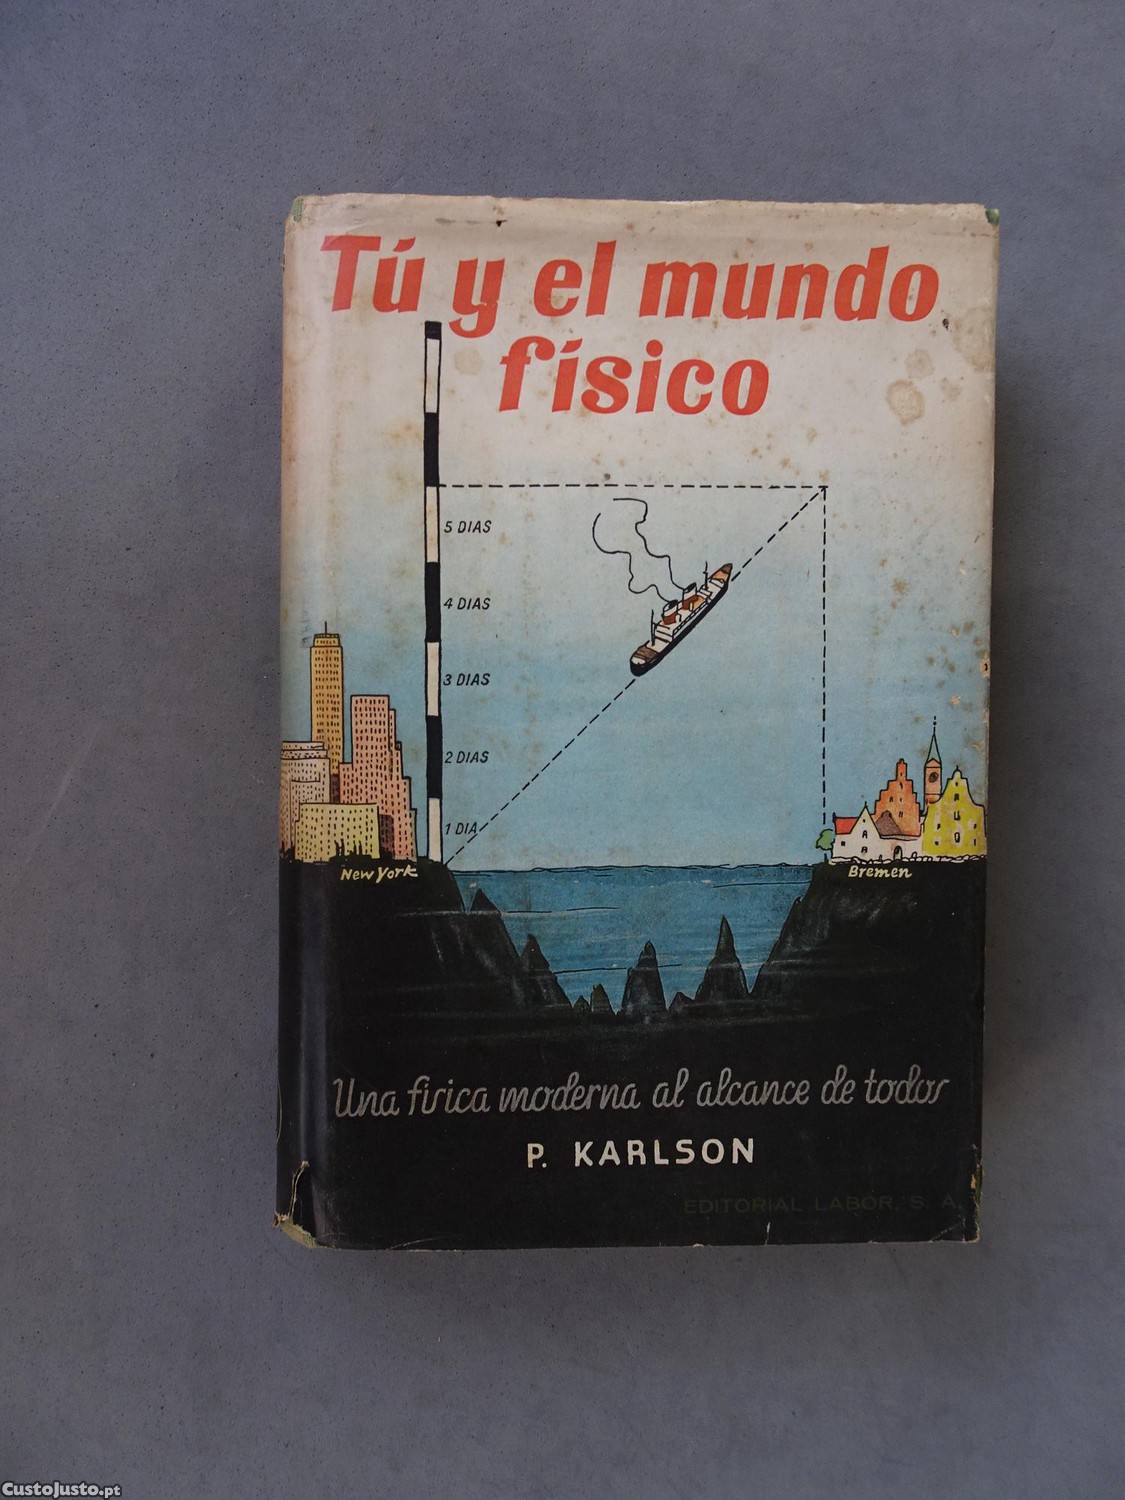 Tú y el mundo
físico
5 DIAS
4 DIAS
3 DIAS
2 DIAS
1 DIA
New York
Bremen
Una física moderna al alcance de todos
P. KARLSON
EDITORIAL LABOR, S. A.
CustoJusto.pt